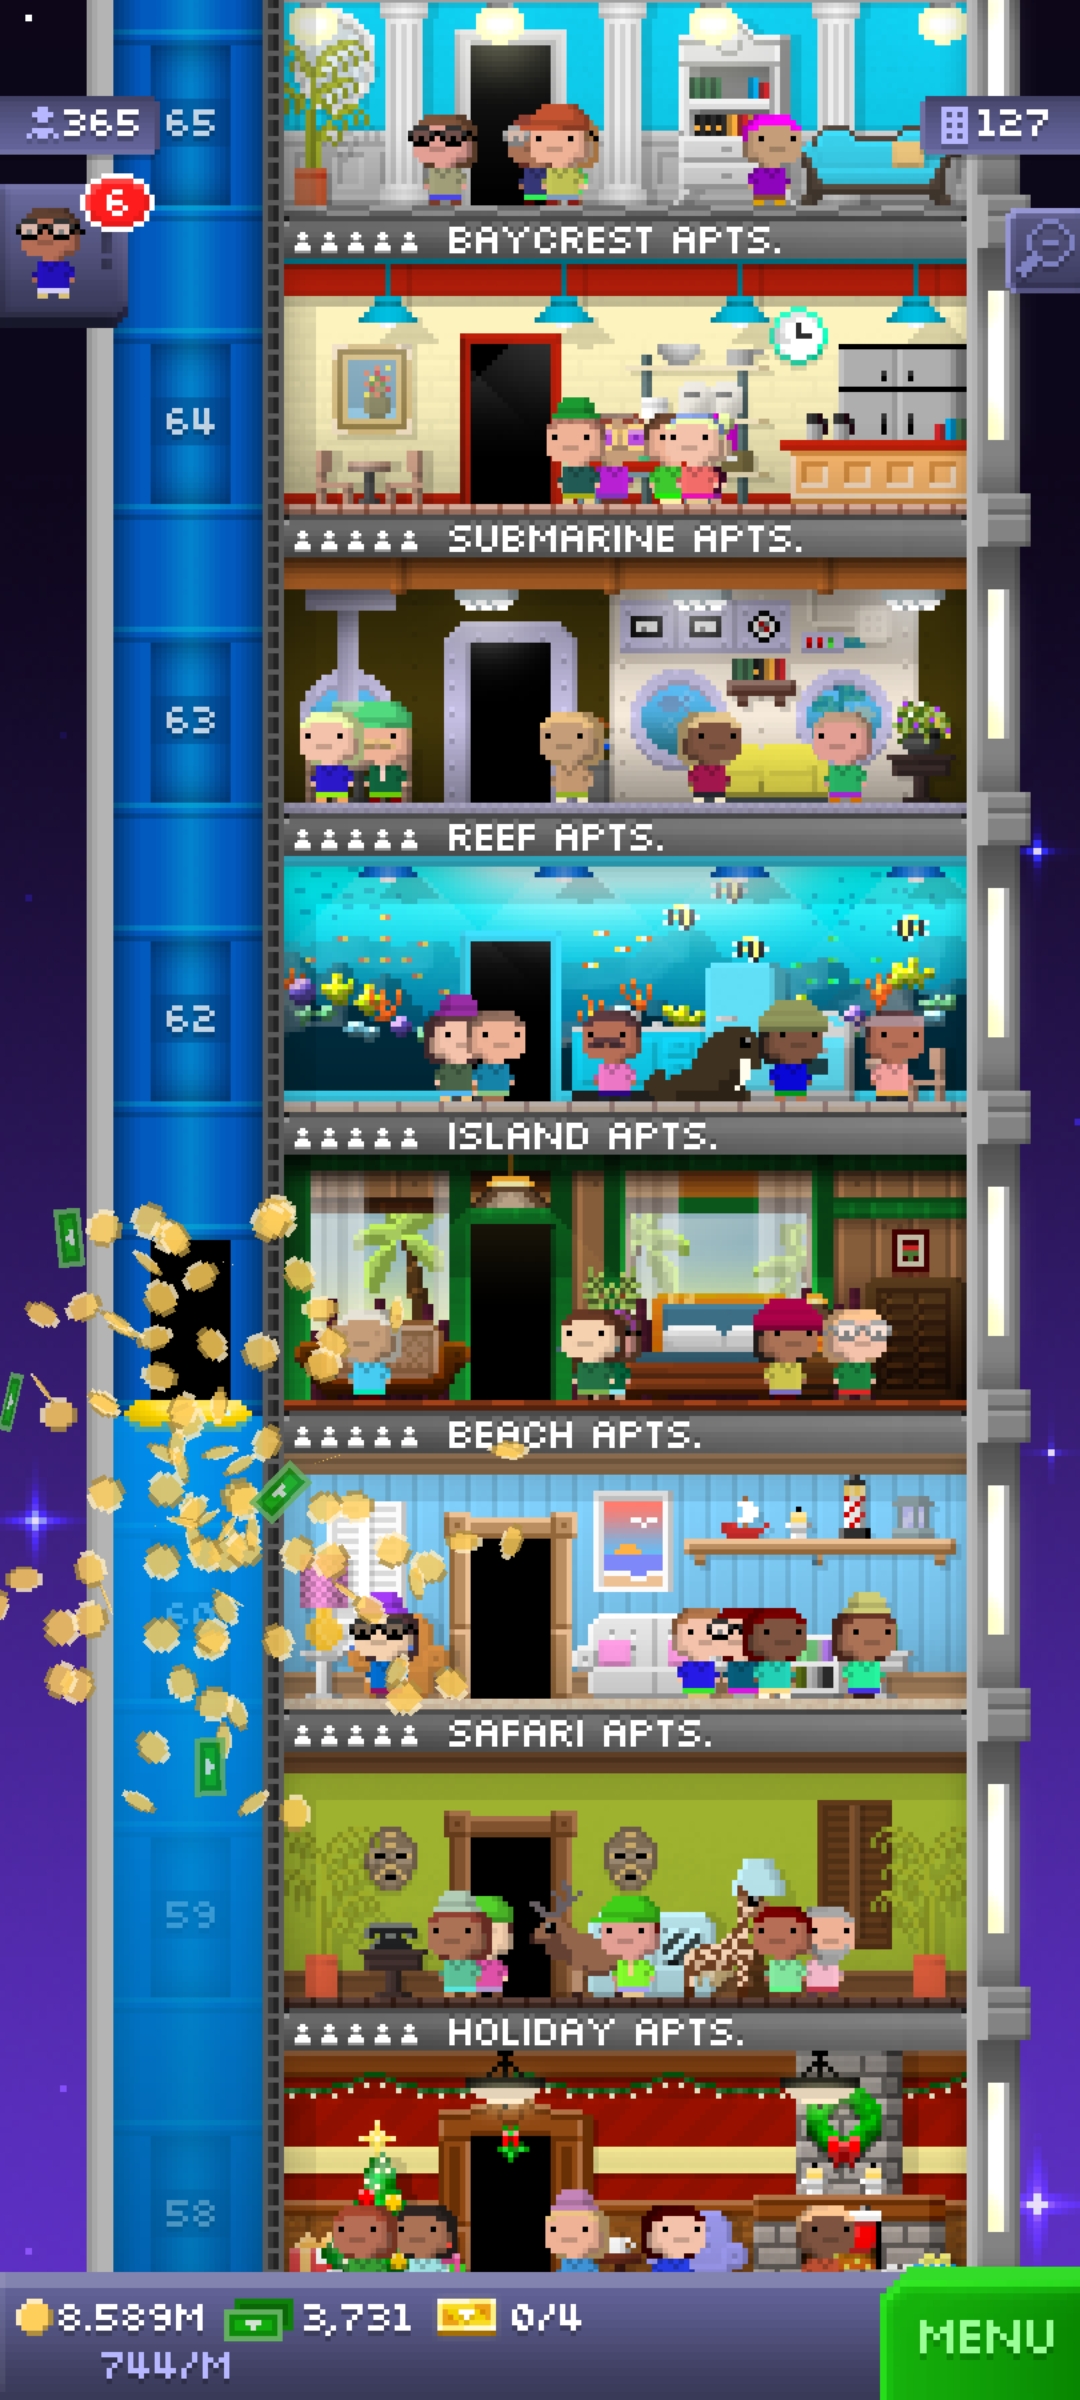 365
65
127
6
BAYCREST APTS.
64
SUBMARINE APTS.
63
REEF APTS.
62
ISLAND APTS.
BEACH APTS.
60
SAFARI APTS.
59
HOLIDAY APTS.
58
8.589M 3,731 0/4
MENU
744/M